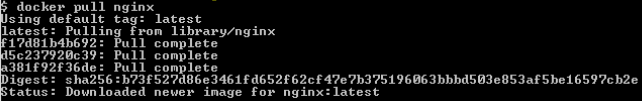 $ docker pull nginx
Using default tag: latest
latest: Pulling from library/nginx
f17d81b4b692: Pull complete
d5c237920c39: Pull complete
a381f92f36de: Pull complete
Digest: sha256:b73f527d86e3461fd652f62cf47e7b375196063bbbd503e853af5be16597cb2e
Status: Downloaded newer image for nginx:latest